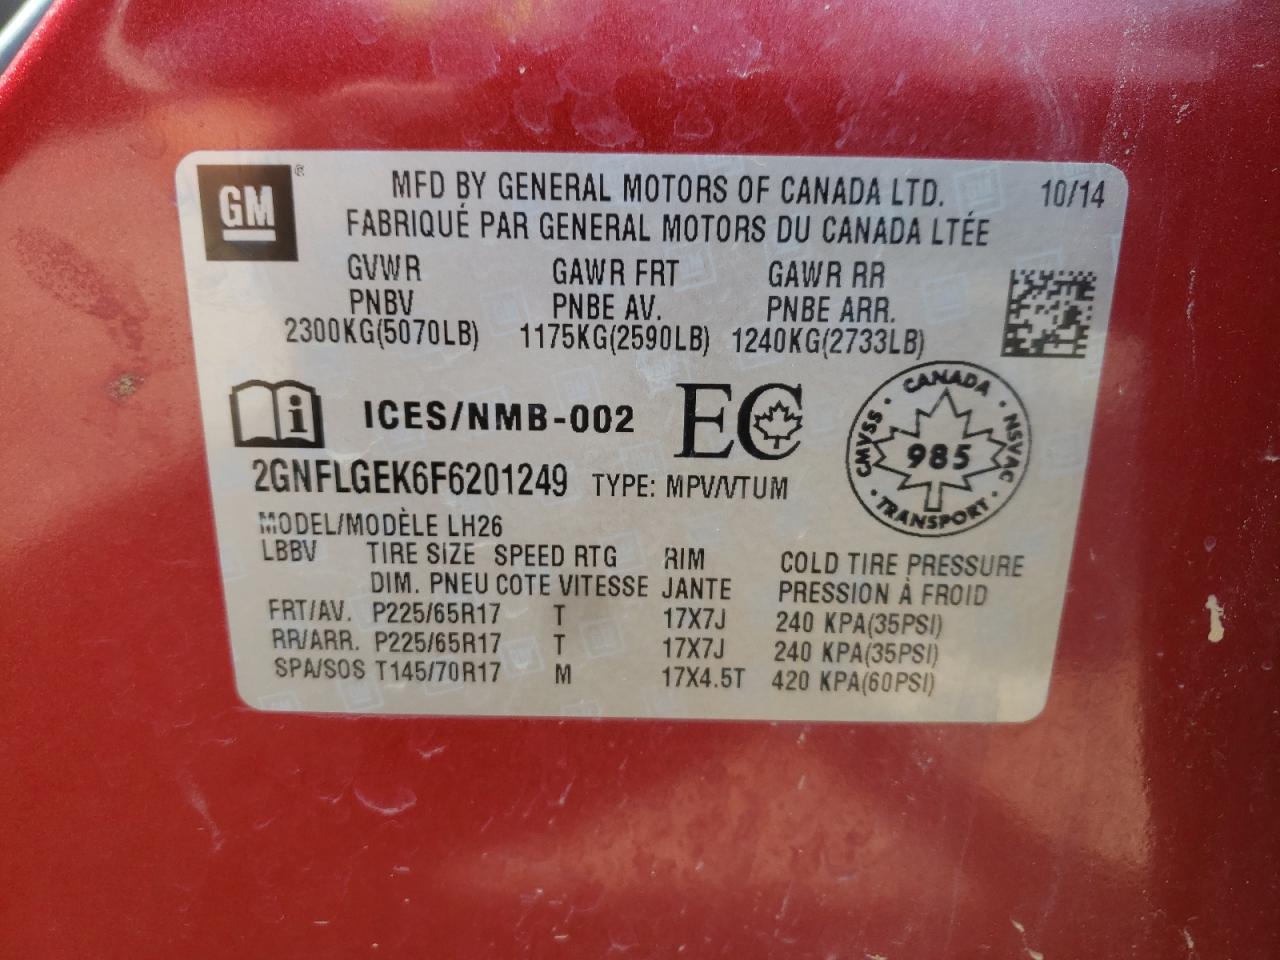 GM ®
MFD BY GENERAL MOTORS OF CANADA LTD. 10/14
FABRIQUÉ PAR GENERAL MOTORS DU CANADA LTÉE
GVWR GAWR FRT GAWR RR
PNBV PNBE AV. PNBE ARR.
2300KG(5070LB) 1175KG(2590LB) 1240KG(2733LB)
i ICES/NMB-002 EC
CANADA
CMVSS · 985 · NSVAC
TRANSPORT
2GNFLGEK6F6201249 TYPE: MPV/VTUM
MODEL/MODÈLE LH26
LBBV TIRE SIZE SPEED RTG RIM COLD TIRE PRESSURE
DIM. PNEU COTE VITESSE JANTE PRESSION À FROID
FRT/AV. P225/65R17 T 17X7J 240 KPA(35PSI)
RR/ARR. P225/65R17 T 17X7J 240 KPA(35PSI)
SPA/SOS T145/70R17 M 17X4.5T 420 KPA(60PSI)